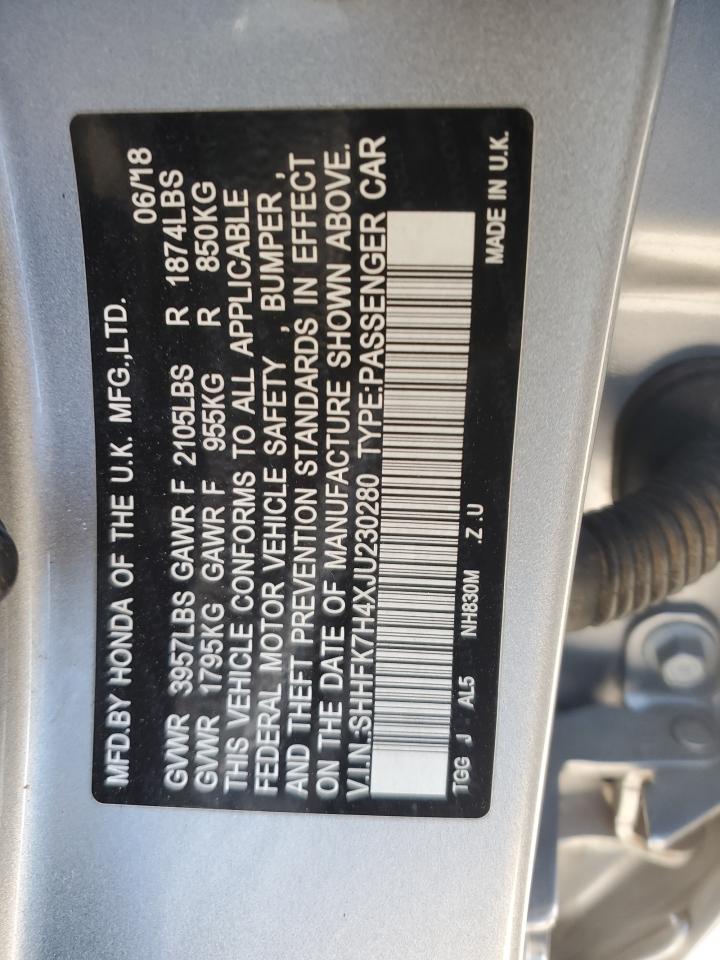 MFD.BY HONDA OF THE U.K. MFG.,LTD. 06/18
GVWR 3957LBS GAWR F 2105LBS R 1874LBS
GVWR 1795KG GAWR F 955KG R 850KG
THIS VEHICLE CONFORMS TO ALL APPLICABLE
FEDERAL MOTOR VEHICLE SAFETY , BUMPER ,
AND THEFT PREVENTION STANDARDS IN EFFECT
ON THE DATE OF MANUFACTURE SHOWN ABOVE.
V.I.N.:SHHFK7H4XJU230280 TYPE:PASSENGER CAR
TGG J AL5 NH830M .Z .U MADE IN U.K.